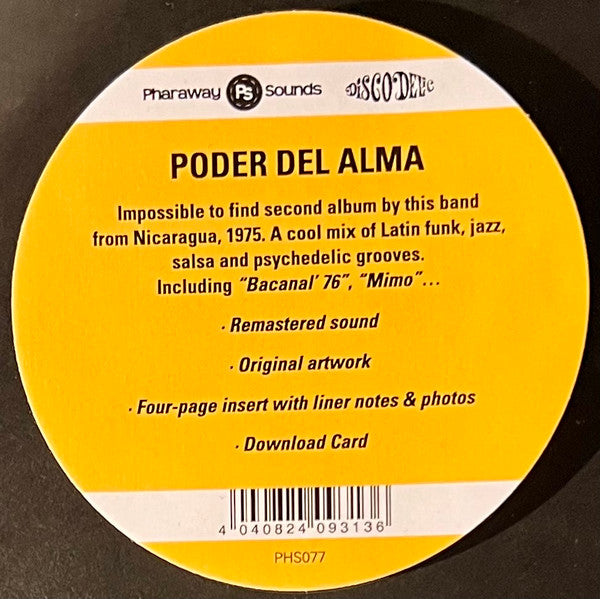 Pharaway PS Sounds DiSCODELiC
PODER DEL ALMA
Impossible to find second album by this band
from Nicaragua, 1975. A cool mix of Latin funk, jazz,
salsa and psychedelic grooves.
Including “Bacanal’ 76”, “Mimo”...
· Remastered sound
· Original artwork
· Four-page insert with liner notes & photos
· Download Card
4 040824 093136
PHS077